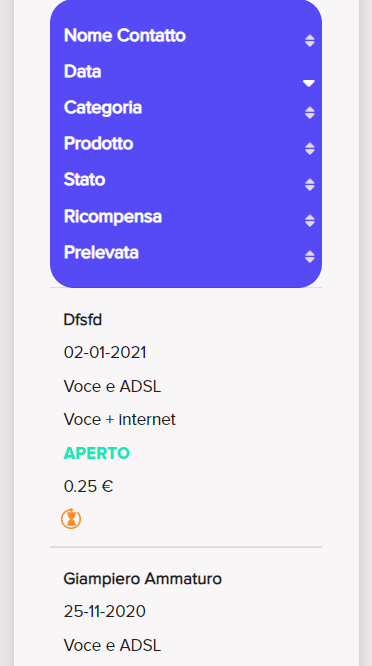 Nome Contatto
Data
Categoria
Prodotto
Stato
Ricompensa
Prelevata
Dfsfd
02-01-2021
Voce e ADSL
Voce + internet
APERTO
0.25 €
Giampiero Ammaturo
25-11-2020
Voce e ADSL